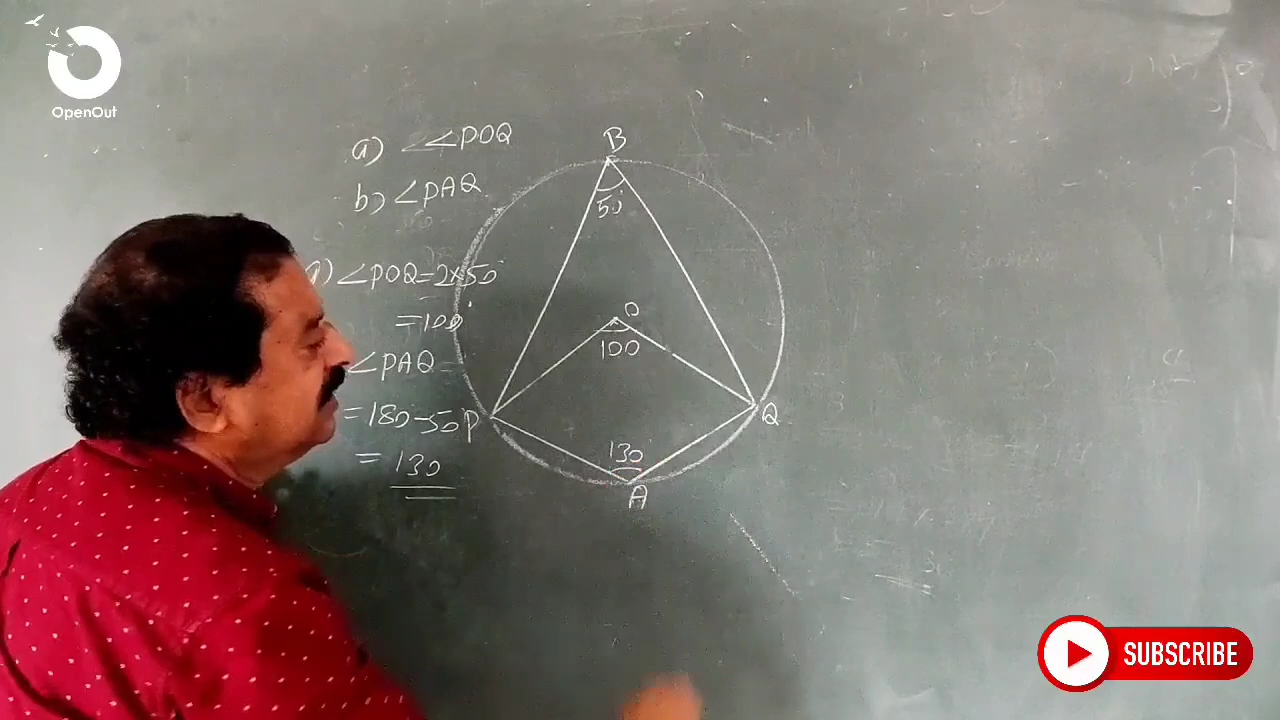 OpenOut
a) <∠POQ
b) ∠PAQ
a) ∠POQ = 2×50°
= 100°
∠PAQ =
= 180 - 50
= 130
B
50°
O
100
P
Q
130
A
SUBSCRIBE